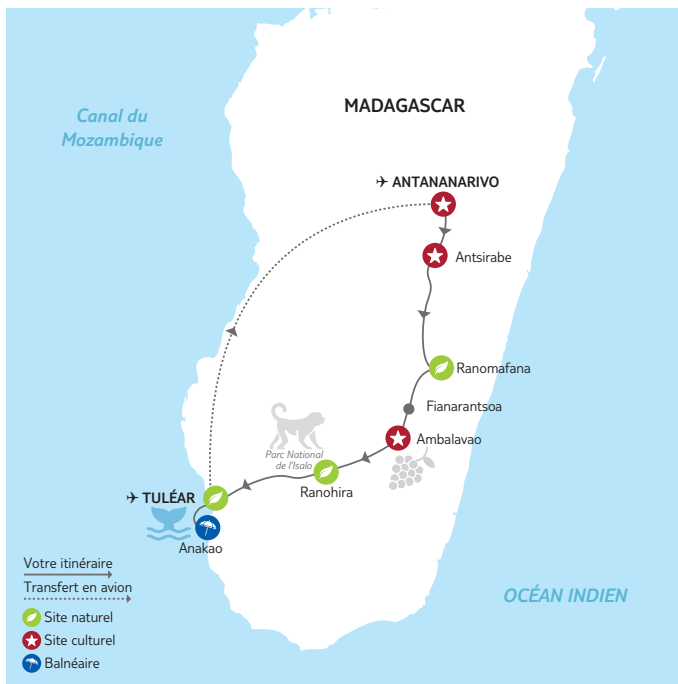 Canal du
Mozambique
MADAGASCAR
ANTANANARIVO
Antsirabe
Ranomafana
Fianarantsoa
Ambalavao
Parc National
de l'Isalo
Ranohira
TULÉAR
Anakao
Votre itinéraire
Transfert en avion
Site naturel
Site culturel
Balnéaire
OCÉAN INDIEN